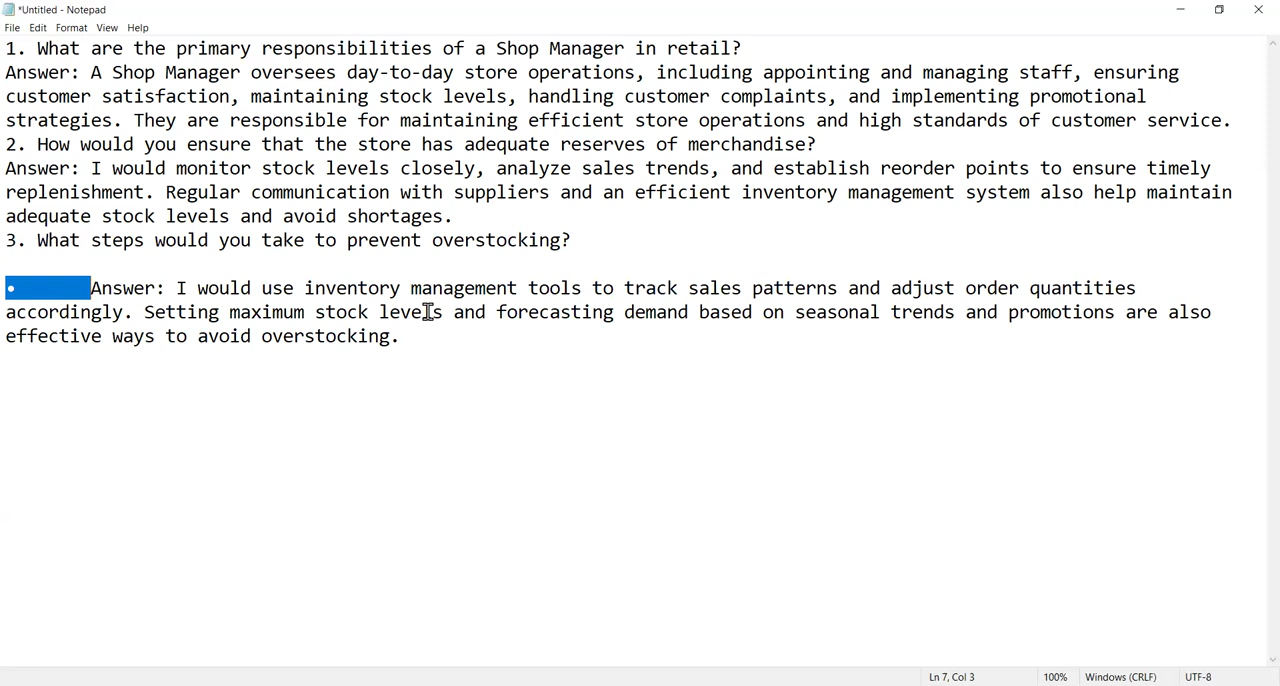 *Untitled - Notepad
File Edit Format View Help
1. What are the primary responsibilities of a Shop Manager in retail?
Answer: A Shop Manager oversees day-to-day store operations, including appointing and managing staff, ensuring
customer satisfaction, maintaining stock levels, handling customer complaints, and implementing promotional
strategies. They are responsible for maintaining efficient store operations and high standards of customer service.
2. How would you ensure that the store has adequate reserves of merchandise?
Answer: I would monitor stock levels closely, analyze sales trends, and establish reorder points to ensure timely
replenishment. Regular communication with suppliers and an efficient inventory management system also help maintain
adequate stock levels and avoid shortages.
3. What steps would you take to prevent overstocking?
• Answer: I would use inventory management tools to track sales patterns and adjust order quantities
accordingly. Setting maximum stock levels and forecasting demand based on seasonal trends and promotions are also
effective ways to avoid overstocking.
Ln 7, Col 3 100% Windows (CRLF) UTF-8